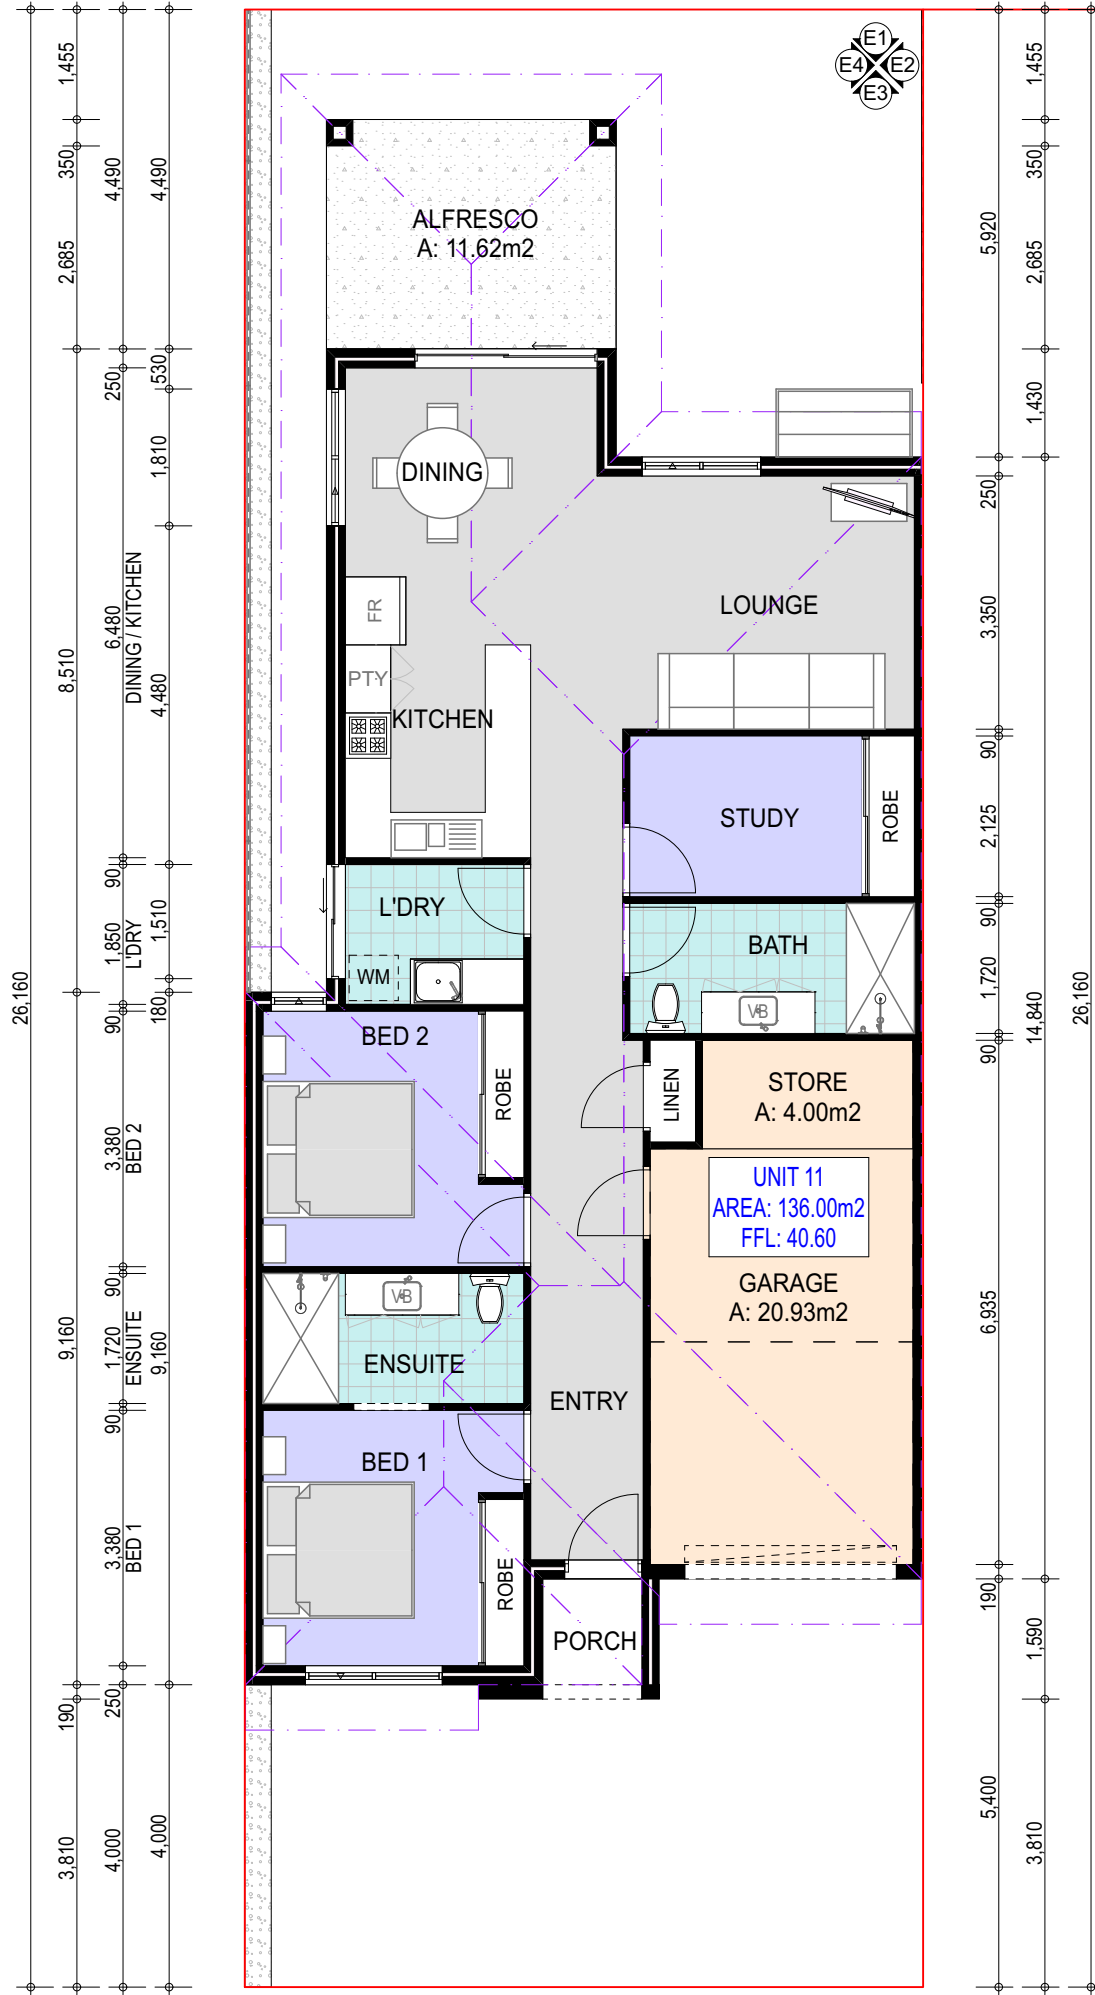 E1
E4
E2
E3
ALFRESCO
A: 11.62m2
DINING
LOUNGE
FR
PTY
KITCHEN
STUDY
ROBE
L'DRY
WM
BATH
VB
BED 2
ROBE
LINEN
STORE
A: 4.00m2
UNIT 11
AREA: 136.00m2
FFL: 40.60
GARAGE
A: 20.93m2
VB
ENSUITE
ENTRY
BED 1
ROBE
PORCH
26,160
1,455
350
2,685
8,510
9,160
190
3,810
4,490
250
6,480
DINING / KITCHEN
90
1,850
L'DRY
90
3,380
BED 2
90
1,720
ENSUITE
90
3,380
BED 1
250
4,000
4,490
530
1,810
4,480
1,510
180
9,160
4,000
5,920
250
3,350
90
2,125
90
1,720
90
6,935
190
5,400
1,455
350
2,685
1,430
14,840
1,590
3,810
26,160